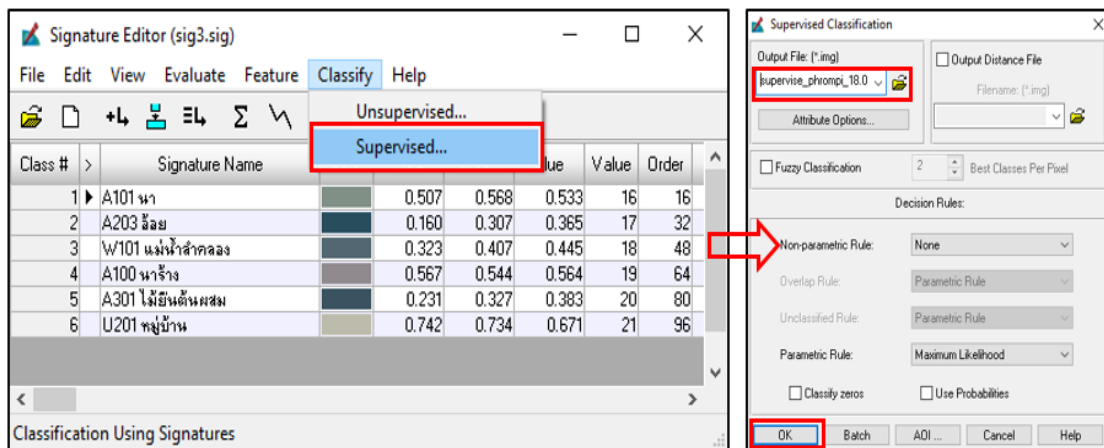 Signature Editor (sig3.sig)
File Edit View Evaluate Feature Classify Help
Unsupervised...
Supervised...
Class # > Signature Name lue Value Order
1 A101 นา 0.507 0.568 0.533 16 16
2 A203 อ้อย 0.160 0.307 0.365 17 32
3 W101 แม่น้ำลำคลอง 0.323 0.407 0.445 18 48
4 A100 นาร้าง 0.567 0.544 0.564 19 64
5 A301 ไม้ยืนต้นผสม 0.231 0.327 0.383 20 80
6 U201 หมู่บ้าน 0.742 0.734 0.671 21 96
Classification Using Signatures
Supervised Classification
Output File: (*.img)
supervise_phrompi_18.0
Attribute Options...
Output Distance File
Filename: (*.img)
Fuzzy Classification 2 Best Classes Per Pixel
Decision Rules:
Non-parametric Rule: None
Overlap Rule: Parametric Rule
Unclassified Rule: Parametric Rule
Parametric Rule: Maximum Likelihood
Classify zeros Use Probabilities
OK Batch AOI ... Cancel Help